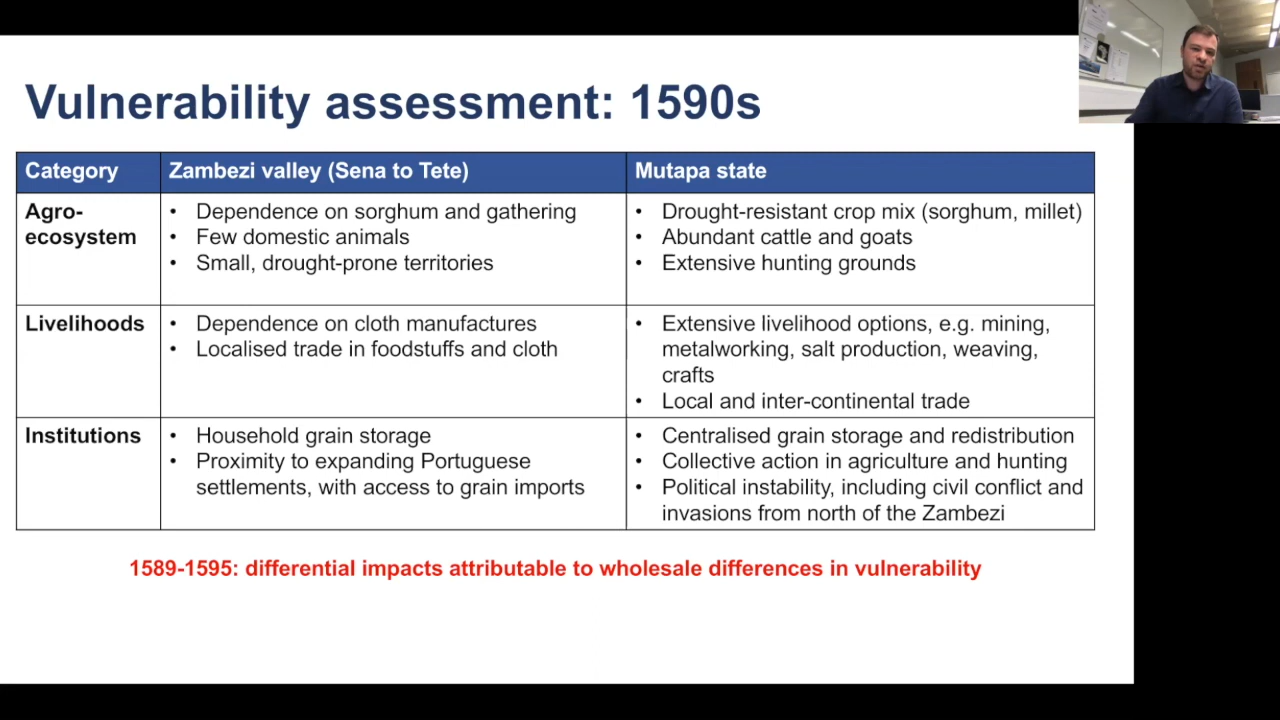 Vulnerability assessment: 1590s
Category
Zambezi valley (Sena to Tete)
Mutapa state
Agro-
ecosystem
• Dependence on sorghum and gathering
• Few domestic animals
• Small, drought-prone territories
• Drought-resistant crop mix (sorghum, millet)
• Abundant cattle and goats
• Extensive hunting grounds
Livelihoods
• Dependence on cloth manufactures
• Localised trade in foodstuffs and cloth
• Extensive livelihood options, e.g. mining,
metalworking, salt production, weaving,
crafts
• Local and inter-continental trade
Institutions
• Household grain storage
• Proximity to expanding Portuguese
settlements, with access to grain imports
• Centralised grain storage and redistribution
• Collective action in agriculture and hunting
• Political instability, including civil conflict and
invasions from north of the Zambezi
1589-1595: differential impacts attributable to wholesale differences in vulnerability